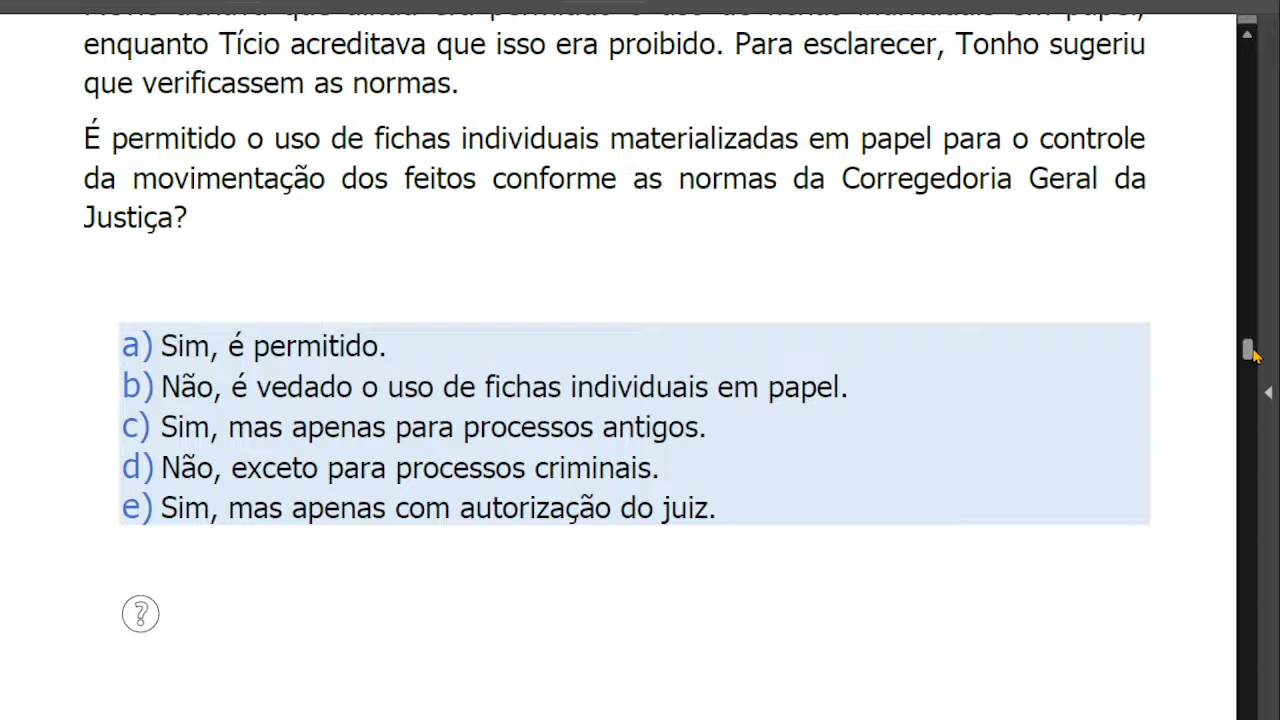 enquanto Tício acreditava que isso era proibido. Para esclarecer, Tonho sugeriu
que verificassem as normas.
É permitido o uso de fichas individuais materializadas em papel para o controle
da movimentação dos feitos conforme as normas da Corregedoria Geral da
Justiça?
a) Sim, é permitido.
b) Não, é vedado o uso de fichas individuais em papel.
c) Sim, mas apenas para processos antigos.
d) Não, exceto para processos criminais.
e) Sim, mas apenas com autorização do juiz.
?